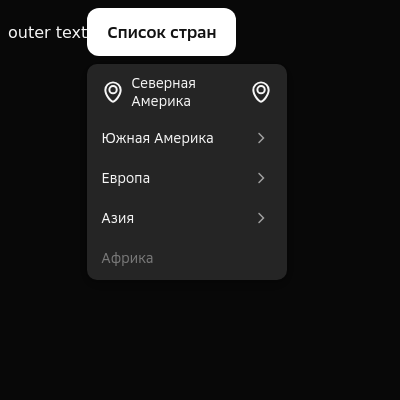 outer text Список стран
Северная
Америка
Южная Америка
Европа
Азия
Африка